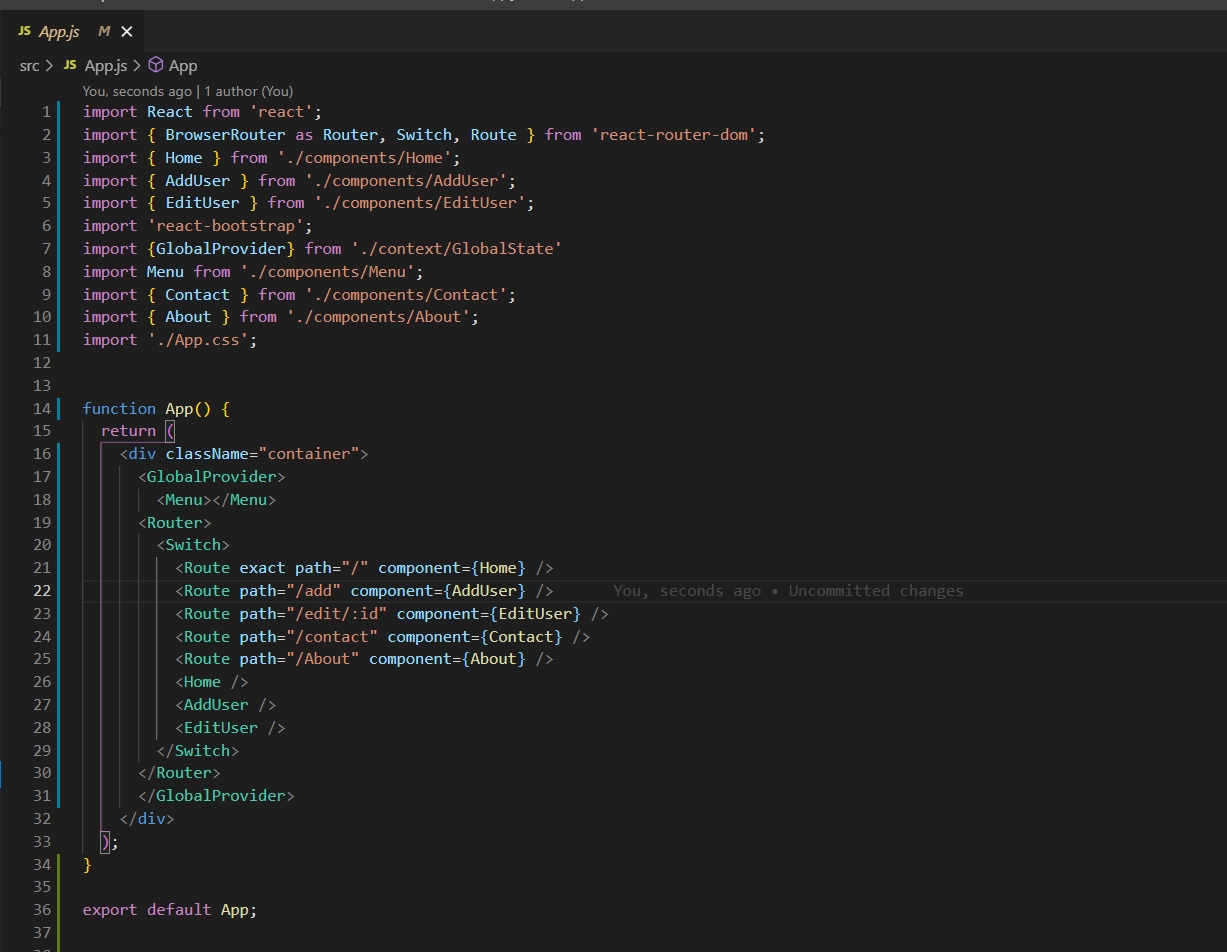 JS App.js M ×
src > JS App.js > App
You, seconds ago | 1 author (You)
1 import React from 'react';
2 import { BrowserRouter as Router, Switch, Route } from 'react-router-dom';
3 import { Home } from './components/Home';
4 import { AddUser } from './components/AddUser';
5 import { EditUser } from './components/EditUser';
6 import 'react-bootstrap';
7 import {GlobalProvider} from './context/GlobalState'
8 import Menu from './components/Menu';
9 import { Contact } from './components/Contact';
10 import { About } from './components/About';
11 import './App.css';
12
13
14 function App() {
15 return (
16 <div className="container">
17 <GlobalProvider>
18 <Menu></Menu>
19 <Router>
20 <Switch>
21 <Route exact path="/" component={Home} />
22 <Route path="/add" component={AddUser} /> You, seconds ago • Uncommitted changes
23 <Route path="/edit/:id" component={EditUser} />
24 <Route path="/contact" component={Contact} />
25 <Route path="/About" component={About} />
26 <Home />
27 <AddUser />
28 <EditUser />
29 </Switch>
30 </Router>
31 </GlobalProvider>
32 </div>
33 );
34 }
35
36 export default App;
37